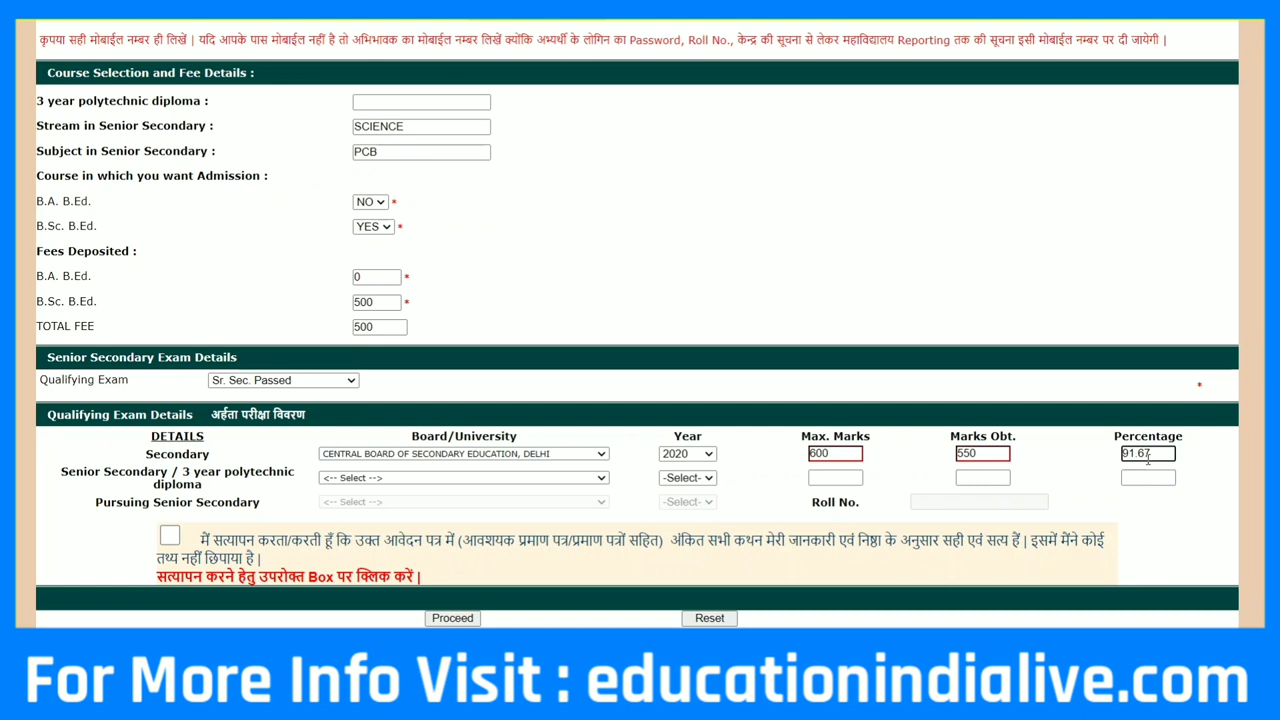 कृपया सही मोबाईल नम्बर ही लिखें | यदि आपके पास मोबाईल नहीं है तो अभिभावक का मोबाईल नम्बर लिखें क्योंकि अभ्यर्थी के लोगिन का Password, Roll No., केन्द्र की सूचना से लेकर महाविद्यालय Reporting तक की सूचना इसी मोबाईल नम्बर पर दी जायेगी |
Course Selection and Fee Details :
3 year polytechnic diploma :
Stream in Senior Secondary : SCIENCE
Subject in Senior Secondary : PCB
Course in which you want Admission :
B.A. B.Ed. NO *
B.Sc. B.Ed. YES *
Fees Deposited :
B.A. B.Ed. 0 *
B.Sc. B.Ed. 500 *
TOTAL FEE 500
Senior Secondary Exam Details
Qualifying Exam Sr. Sec. Passed *
Qualifying Exam Details अर्हता परीक्षा विवरण
DETAILS Board/University Year Max. Marks Marks Obt. Percentage
Secondary CENTRAL BOARD OF SECONDARY EDUCATION, DELHI 2020 600 550 91.67
Senior Secondary / 3 year polytechnic diploma <-- Select --> -Select-
Pursuing Senior Secondary <-- Select --> -Select- Roll No.
में सत्यापन करता/करती हूँ कि उक्त आवेदन पत्र में (आवशयक प्रमाण पत्र/प्रमाण पत्रों सहित) अंकित सभी कथन मेरी जानकारी एवं निष्ठा के अनुसार सही एवं सत्य हैं | इसमें मैंने कोई
तथ्य नहीं छिपाया है |
सत्यापन करने हेतु उपरोक्त Box पर क्लिक करें |
Proceed Reset
For More Info Visit : educationindialive.com